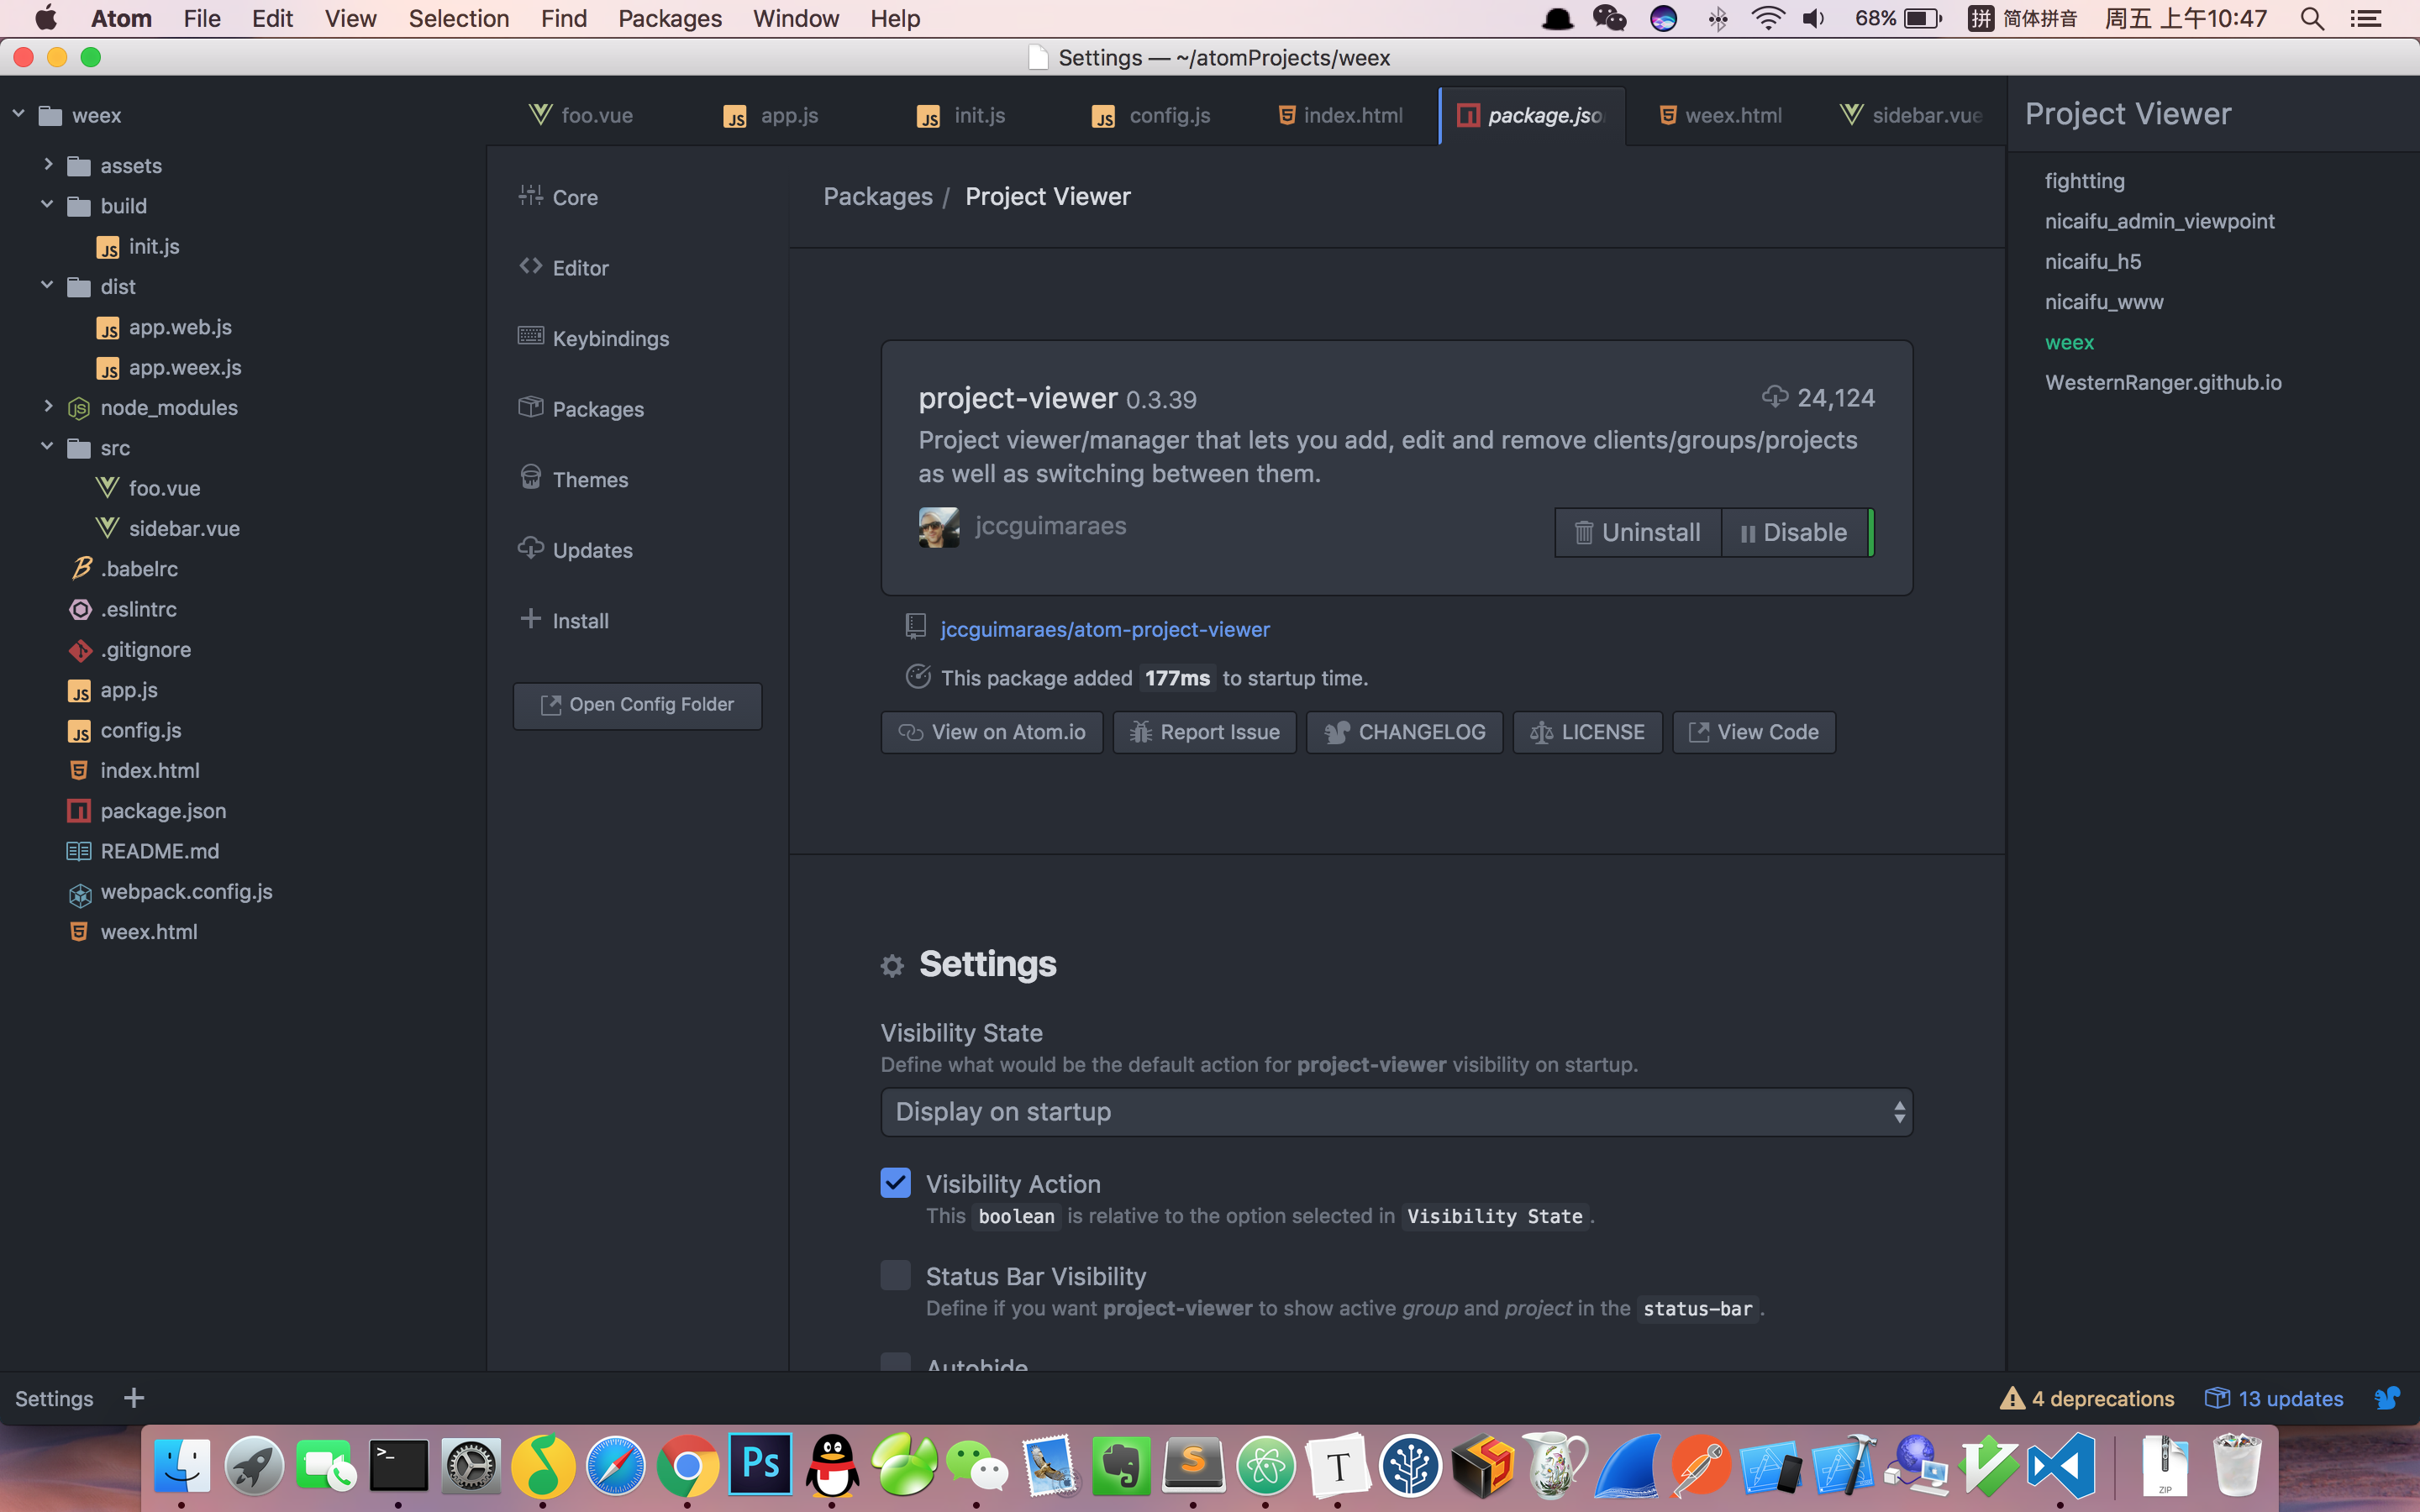 Atom File Edit View Selection Find Packages Window Help 68% 拼 简体拼音 周五 上午10:47
Settings — ~/atomProjects/weex
foo.vue app.js init.js config.js index.html package.jso weex.html sidebar.vue
Project Viewer
weex
assets
build
init.js
dist
app.web.js
app.weex.js
node_modules
src
foo.vue
sidebar.vue
.babelrc
.eslintrc
.gitignore
app.js
config.js
index.html
package.json
README.md
webpack.config.js
weex.html
Core
Editor
Keybindings
Packages
Themes
Updates
Install
Open Config Folder
Packages / Project Viewer
project-viewer 0.3.39 24,124
Project viewer/manager that lets you add, edit and remove clients/groups/projects
as well as switching between them.
jccguimaraes
Uninstall Disable
jccguimaraes/atom-project-viewer
This package added 177ms to startup time.
View on Atom.io Report Issue CHANGELOG LICENSE View Code
Settings
Visibility State
Define what would be the default action for project-viewer visibility on startup.
Display on startup
Visibility Action
This boolean is relative to the option selected in Visibility State.
Status Bar Visibility
Define if you want project-viewer to show active group and project in the status-bar.
Autohide
fightting
nicaifu_admin_viewpoint
nicaifu_h5
nicaifu_www
weex
WesternRanger.github.io
Settings + 4 deprecations 13 updates
>_ Ps S T ZIP